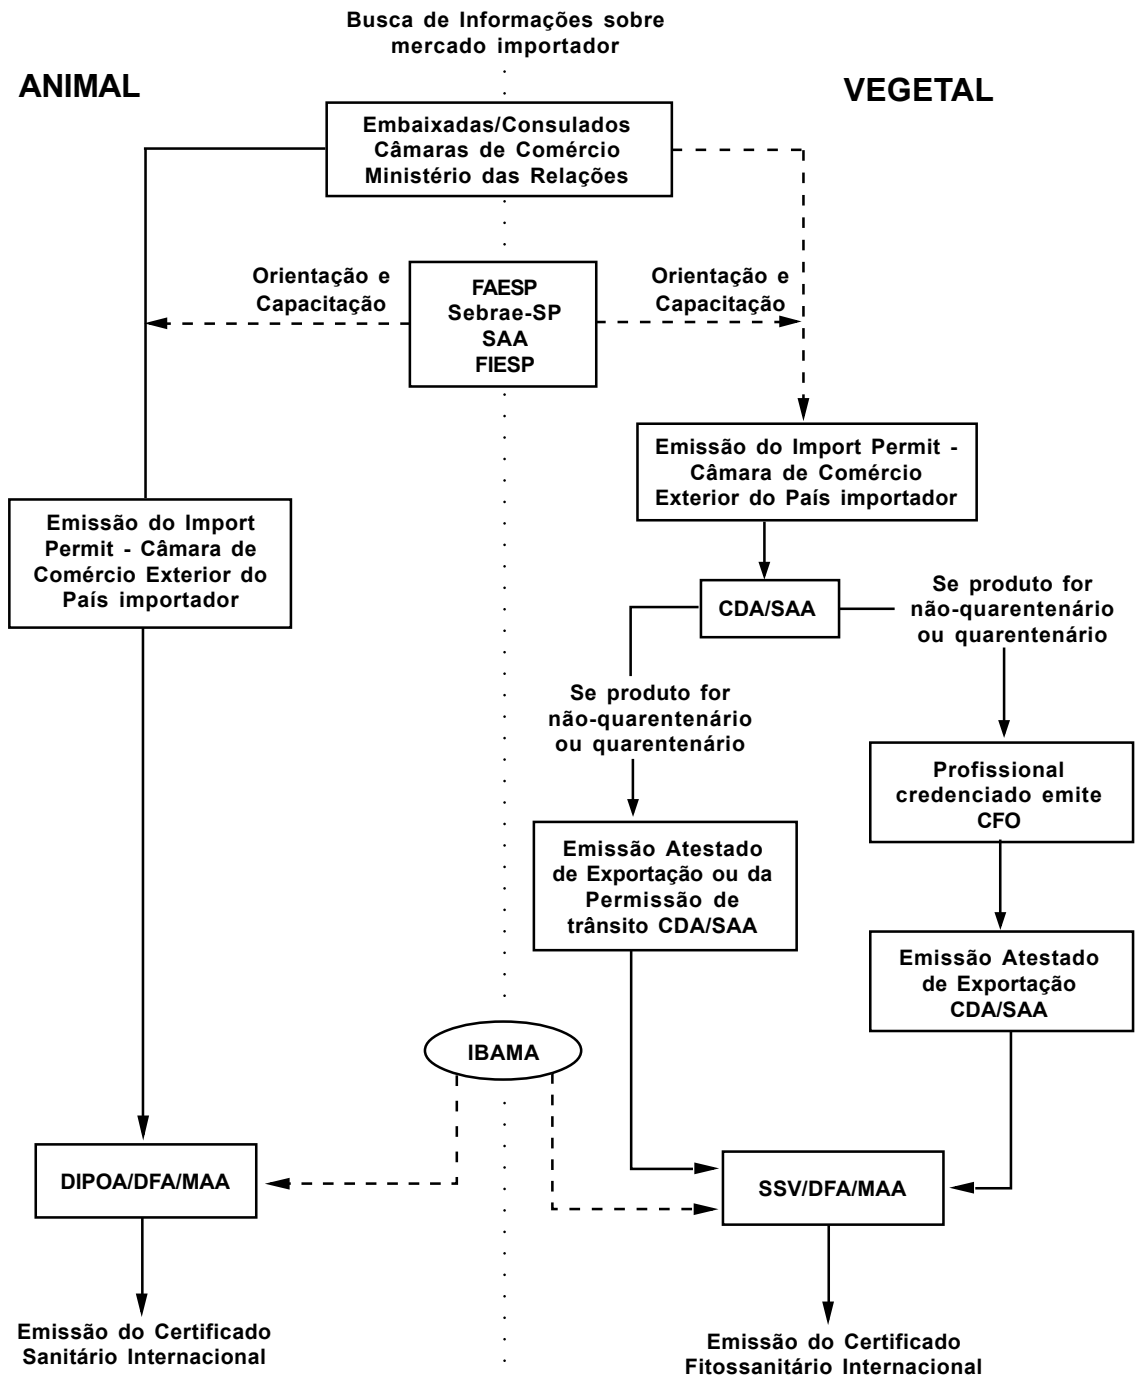 Busca de Informações sobre
mercado importador
ANIMAL
VEGETAL
Embaixadas/Consulados
Câmaras de Comércio
Ministério das Relações
Orientação e
Capacitação
FAESP
Sebrae-SP
SAA
FIESP
Orientação e
Capacitação
Emissão do Import Permit -
Câmara de Comércio
Exterior do País importador
Emissão do Import
Permit - Câmara de
Comércio Exterior do
País importador
CDA/SAA
Se produto for
não-quarentenário
ou quarentenário
Se produto for
não-quarentenário
ou quarentenário
Profissional
credenciado emite
CFO
Emissão Atestado
de Exportação ou da
Permissão de
trânsito CDA/SAA
Emissão Atestado
de Exportação
CDA/SAA
IBAMA
DIPOA/DFA/MAA
SSV/DFA/MAA
Emissão do Certificado
Sanitário Internacional
Emissão do Certificado
Fitossanitário Internacional